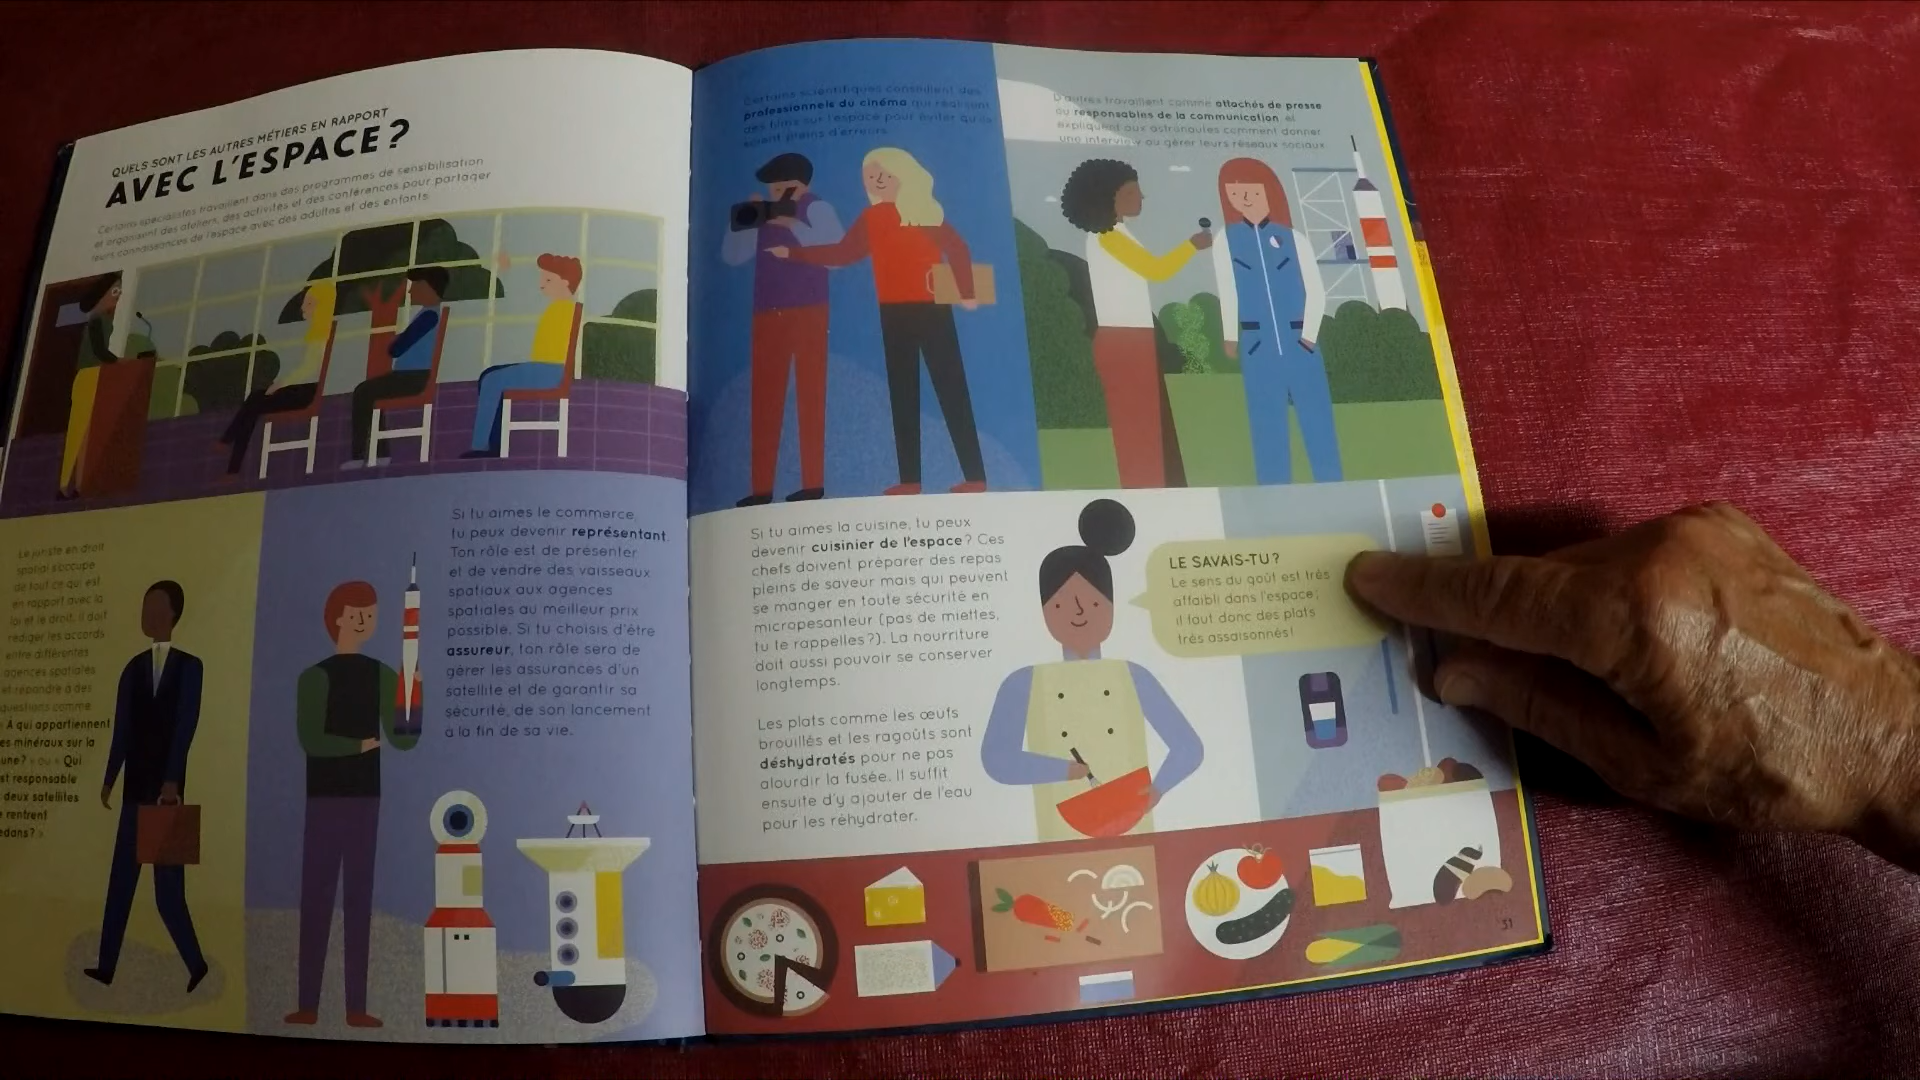 QUELS SONT LES AUTRES MÉTIERS EN RAPPORT
AVEC L'ESPACE?
Certains spécialistes travaillent dans des programmes de sensibilisation
et organisent des ateliers, des activités et des conférences pour partager
leurs connaissances de l'espace avec des adultes et des enfants.
Le juriste en droit
spatial s'occupe
de tout ce qui est
en rapport avec la
loi et le droit. Il doit
rédiger les accords
entre différentes
agences spatiales
et répondre à des
questions comme
À qui appartiennent
es minéraux sur la
une? » ou « Qui
st responsable
deux satellites
rentrent
edans? »
Si tu aimes le commerce,
tu peux devenir représentant.
Ton rôle est de présenter
et de vendre des vaisseaux
spatiaux aux agences
spatiales au meilleur prix
possible. Si tu choisis d'être
assureur, ton rôle sera de
gérer les assurances d'un
satellite et de garantir sa
sécurité, de son lancement
à la fin de sa vie.
Certains scientifiques conseillent des
professionnels du cinéma qui réalisent
des films sur l'espace pour éviter qu'ils
soient pleins d'erreurs.
D'autres travaillent comme attachés de presse
ou responsables de la communication, et
expliquent aux astronautes comment donner
une interview ou gérer leurs réseaux sociaux.
Si tu aimes la cuisine, tu peux
devenir cuisinier de l'espace? Ces
chefs doivent préparer des repas
pleins de saveur mais qui peuvent
se manger en toute sécurité en
micropesanteur (pas de miettes,
tu te rappelles?). La nourriture
doit aussi pouvoir se conserver
longtemps.
Les plats comme les œufs
brouillés et les ragoûts sont
déshydratés pour ne pas
alourdir la fusée. Il suffit
ensuite d'y ajouter de l'eau
pour les réhydrater.
LE SAVAIS-TU?
Le sens du goût est très
affaibli dans l'espace;
il faut donc des plats
très assaisonnés!
31